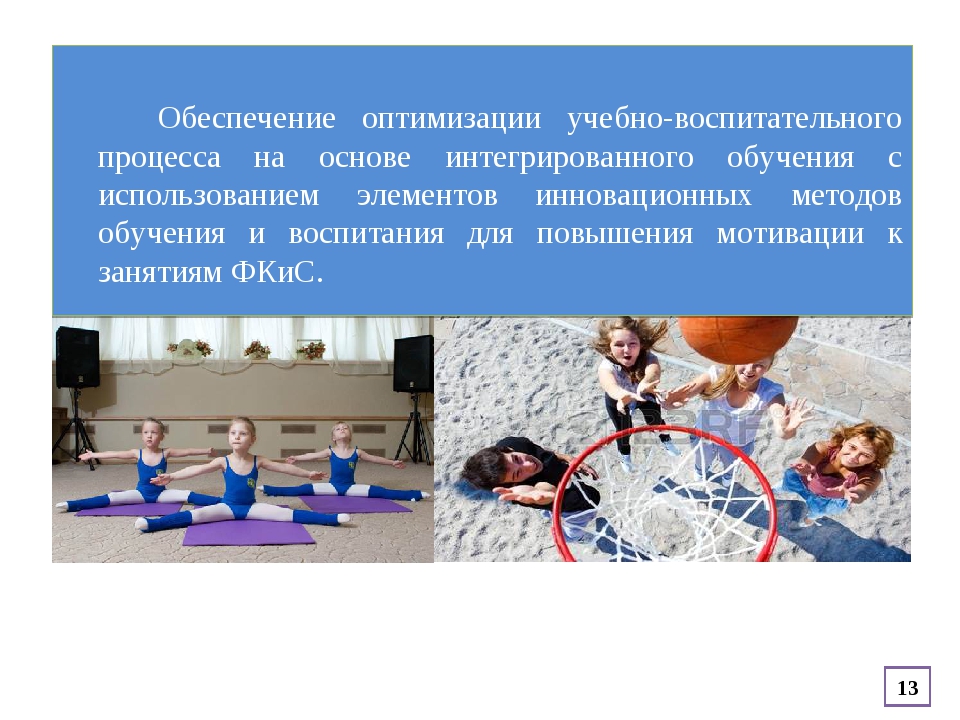 Обеспечение оптимизации учебно-воспитательного
процесса на основе интегрированного обучения с
использованием элементов инновационных методов
обучения и воспитания для повышения мотивации к
занятиям ФКиС.
13